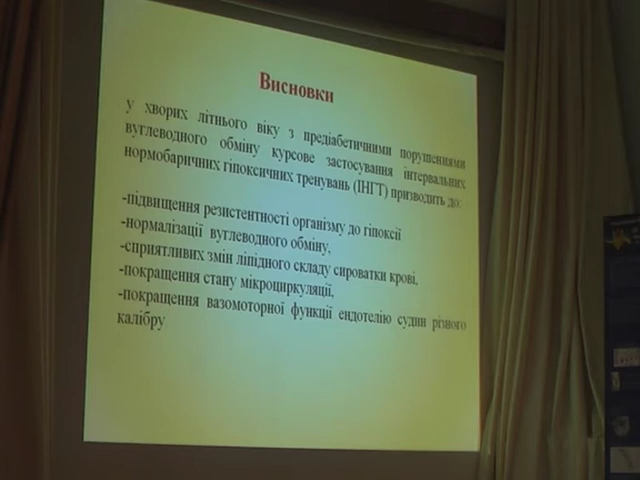 Висновки
у хворих літнього віку з предіабетичними порушеннями
вуглеводного обміну курсове застосування інтервальних
нормобаричних гіпоксичних тренувань (ІНГТ) призводить до:
-підвищення резистентності організму до гіпоксії
-нормалізації вуглеводного обміну,
-сприятливих змін ліпідного складу сироватки крові,
-покращення стану мікроциркуляції,
-покращення вазомоторної функції ендотелію судин різного
калібру